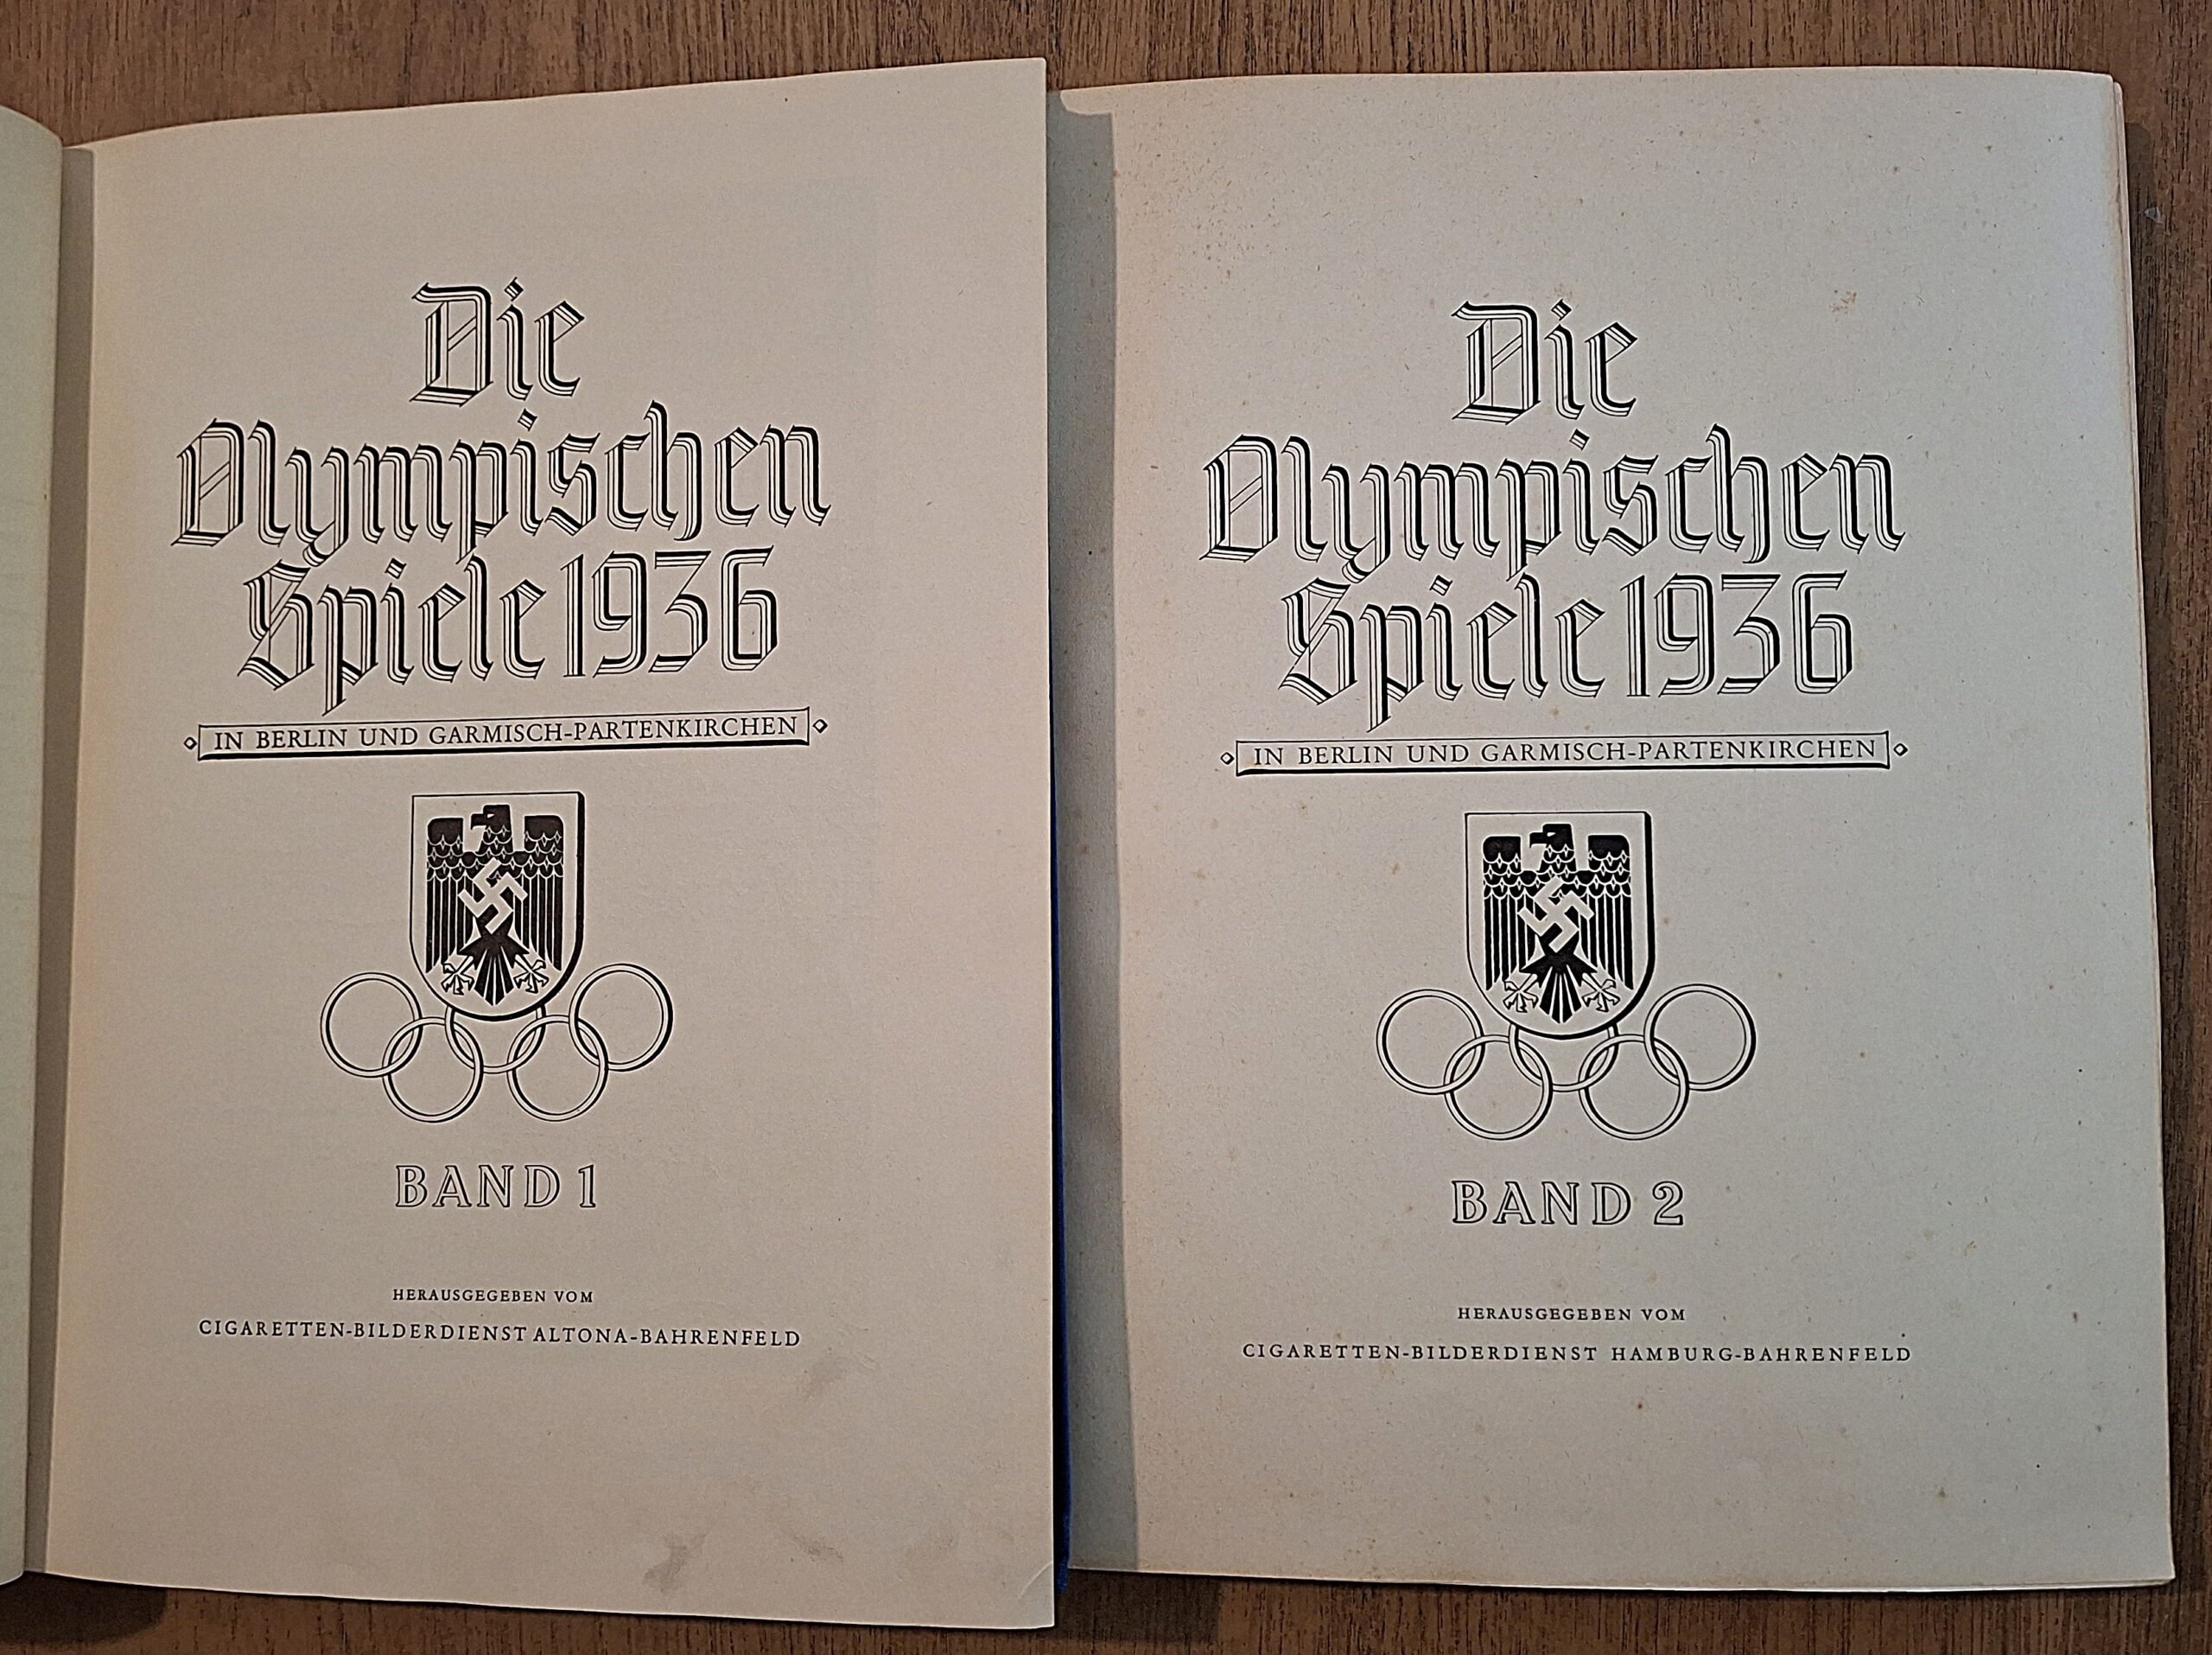 Die
Olympischen
Spiele 1936
IN BERLIN UND GARMISCH-PARTENKIRCHEN
BAND 1
HERAUSGEGEBEN VOM
CIGARETTEN-BILDERDIENST ALTONA-BAHRENFELD
Die
Olympischen
Spiele 1936
IN BERLIN UND GARMISCH-PARTENKIRCHEN
BAND 2
HERAUSGEGEBEN VOM
CIGARETTEN-BILDERDIENST HAMBURG-BAHRENFELD